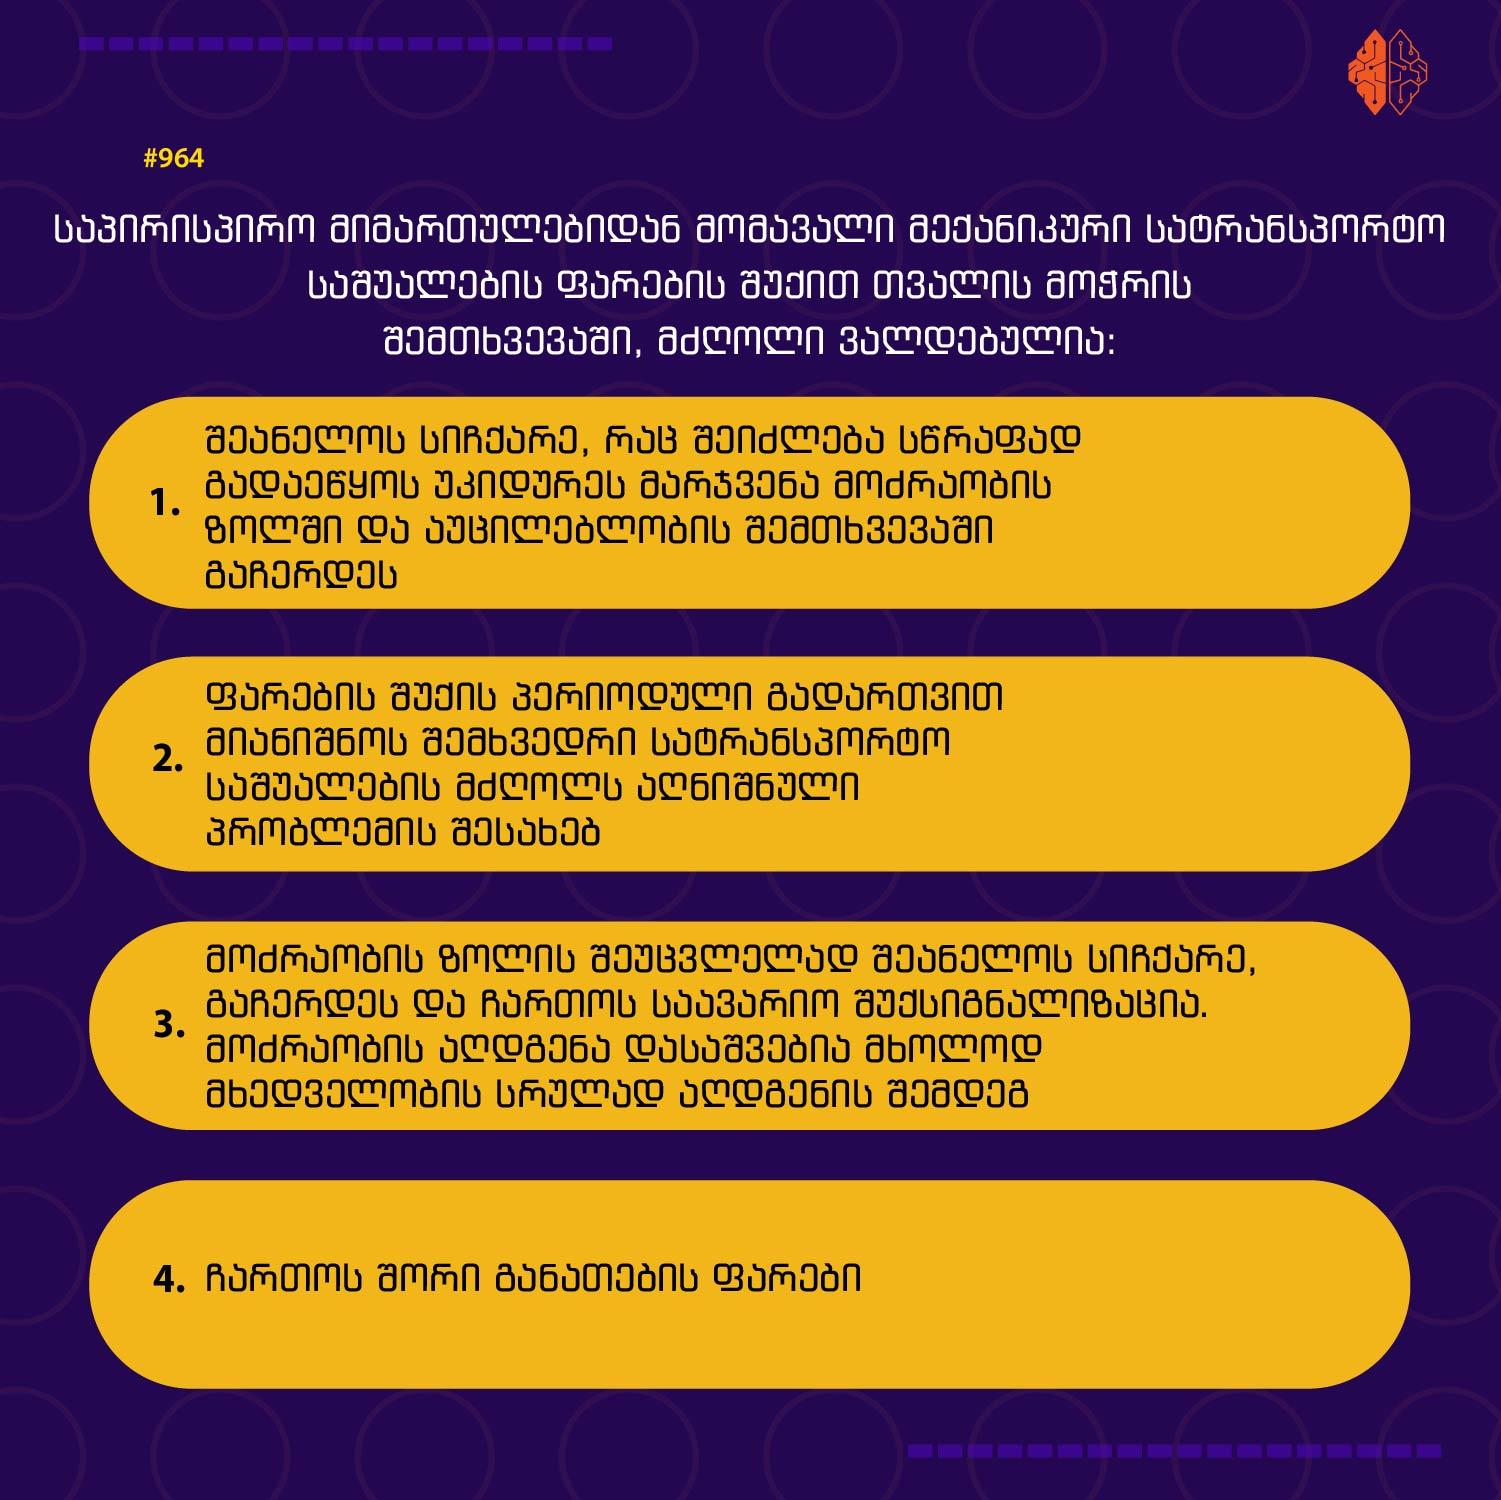 #964
საპირისპირო მიმართულებიდან მომავალი მექანიკური სატრანსპორტო
საშუალების ფარების შუქით თვალის მოჭრის
შემთხვევაში, მძღოლი ვალდებულია:
1. შეანელოს სიჩქარე, რაც შეიძლება სწრაფად
გადაეწყოს უკიდურეს მარჯვენა მოძრაობის
ზოლში და აუცილებლობის შემთხვევაში
გაჩერდეს
2. ფარების შუქის პერიოდული გადართვით
მიანიშნოს შემხვედრი სატრანსპორტო
საშუალების მძღოლს აღნიშნული
პრობლემის შესახებ
3. მოძრაობის ზოლის შეუცვლელად შეანელოს სიჩქარე,
გაჩერდეს და ჩართოს საავარიო შუქსიგნალიზაცია.
მოძრაობის აღდგენა დასაშვებია მხოლოდ
მხედველობის სრულად აღდგენის შემდეგ
4. ჩართოს შორი განათების ფარები